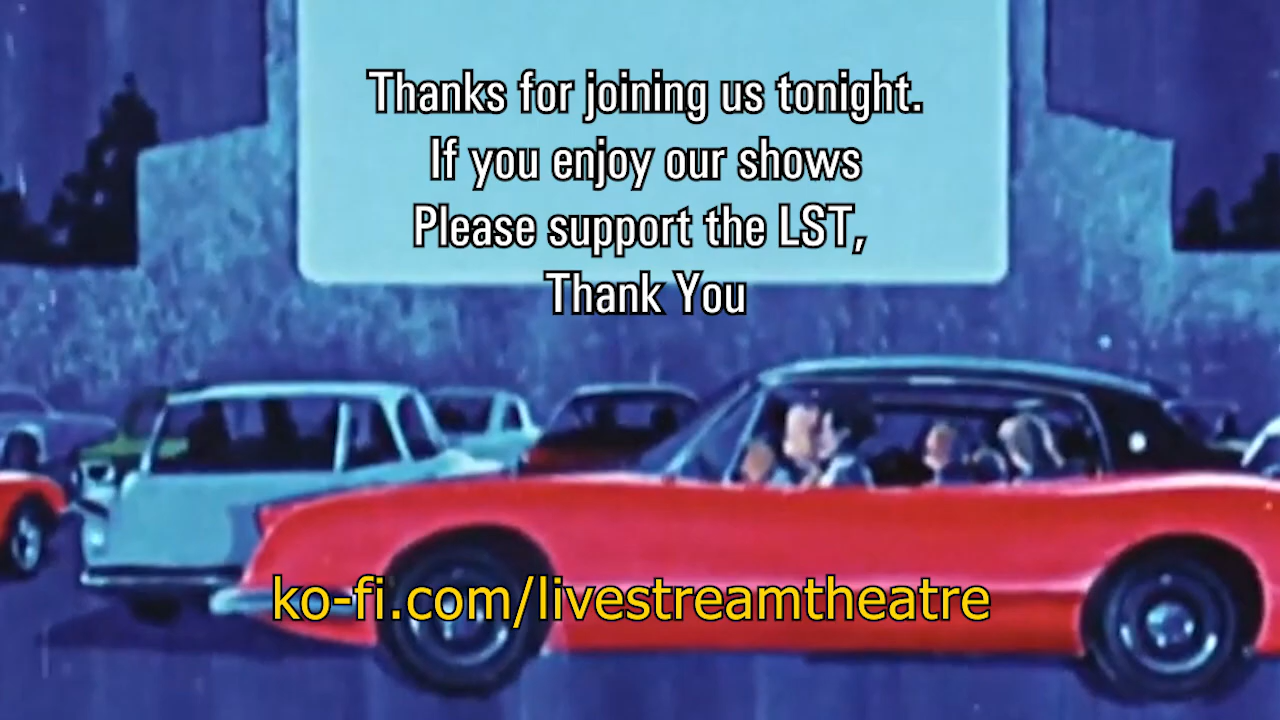 Thanks for joining us tonight.
If you enjoy our shows
Please support the LST,
Thank You
ko-fi.com/livestreamtheatre